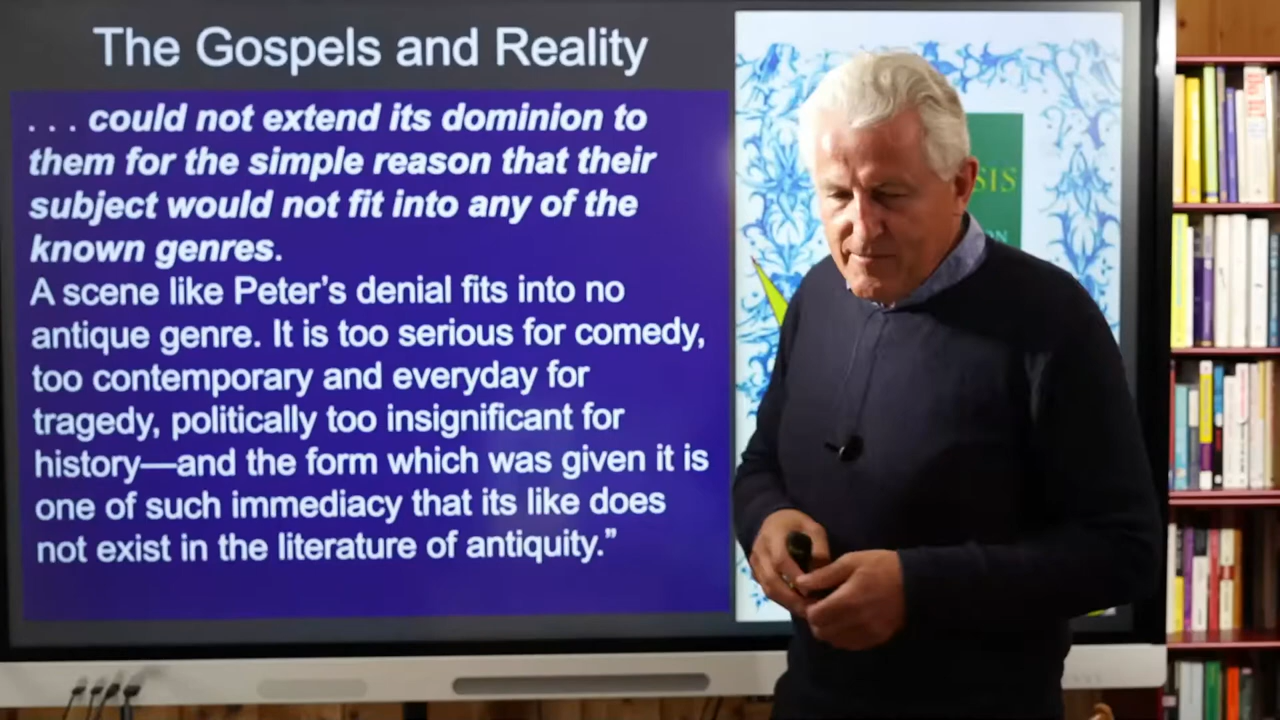 The Gospels and Reality
. . . could not extend its dominion to
them for the simple reason that their
subject would not fit into any of the
known genres.
A scene like Peter’s denial fits into no
antique genre. It is too serious for comedy,
too contemporary and everyday for
tragedy, politically too insignificant for
history—and the form which was given it is
one of such immediacy that its like does
not exist in the literature of antiquity.”
SIS
ON